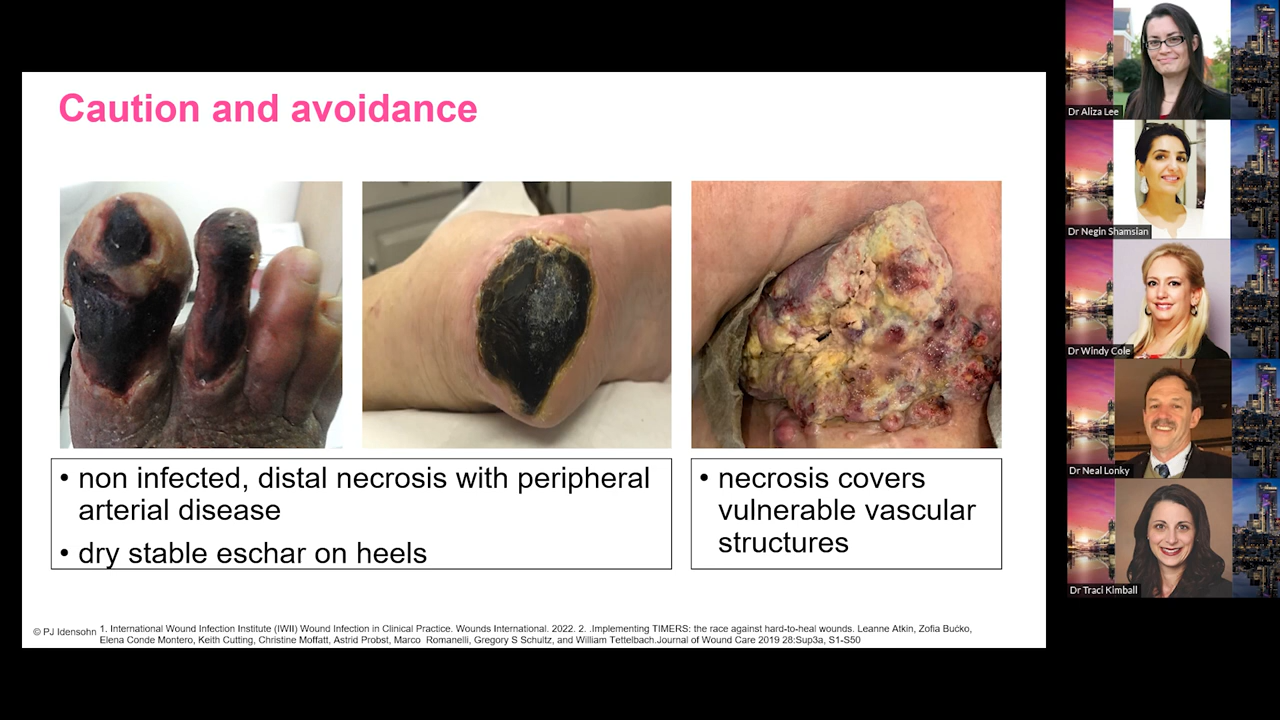 Caution and avoidance
• non infected, distal necrosis with peripheral
arterial disease
• dry stable eschar on heels
• necrosis covers
vulnerable vascular
structures
© PJ Idensohn
1. International Wound Infection Institute (IWII) Wound Infection in Clinical Practice. Wounds International. 2022. 2. .Implementing TIMERS: the race against hard-to-heal wounds. Leanne Atkin, Zofia Bućko,
Elena Conde Montero, Keith Cutting, Christine Moffatt, Astrid Probst, Marco Romanelli, Gregory S Schultz, and William Tettelbach.Journal of Wound Care 2019 28:Sup3a, S1-S50
Dr Aliza Lee
Dr Negin Shamsian
Dr Windy Cole
Dr Neal Lonky
Dr Traci Kimball